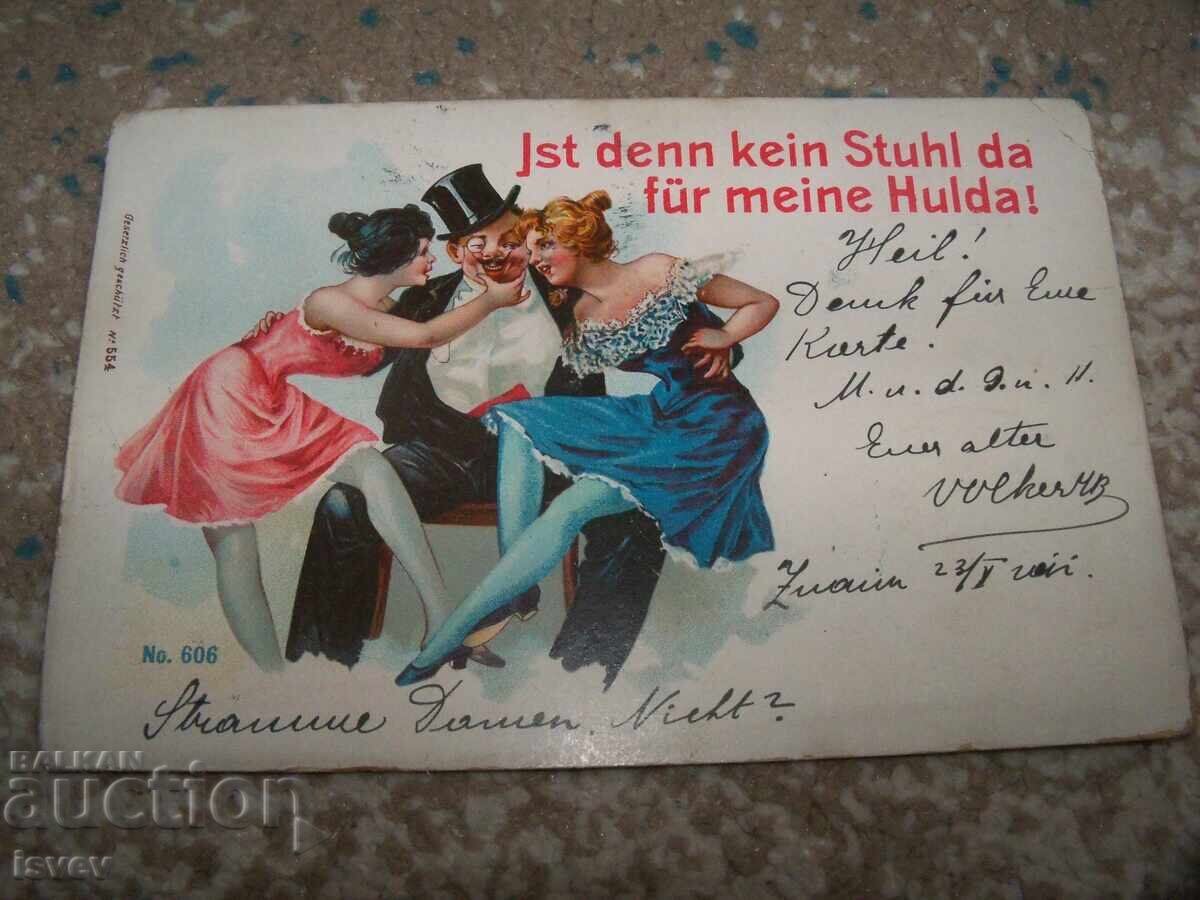 Jst denn kein Stuhl da
für meine Hulda!
Heil!
Dank für Eure
Karte.
M. u. d. D. u. H.
Euer alter
Volker
Znaim 23/V
Gesetzlich geschützt Nº 554
No. 606
Stramme Damen, Nicht?
BALKAN
auction
isvev